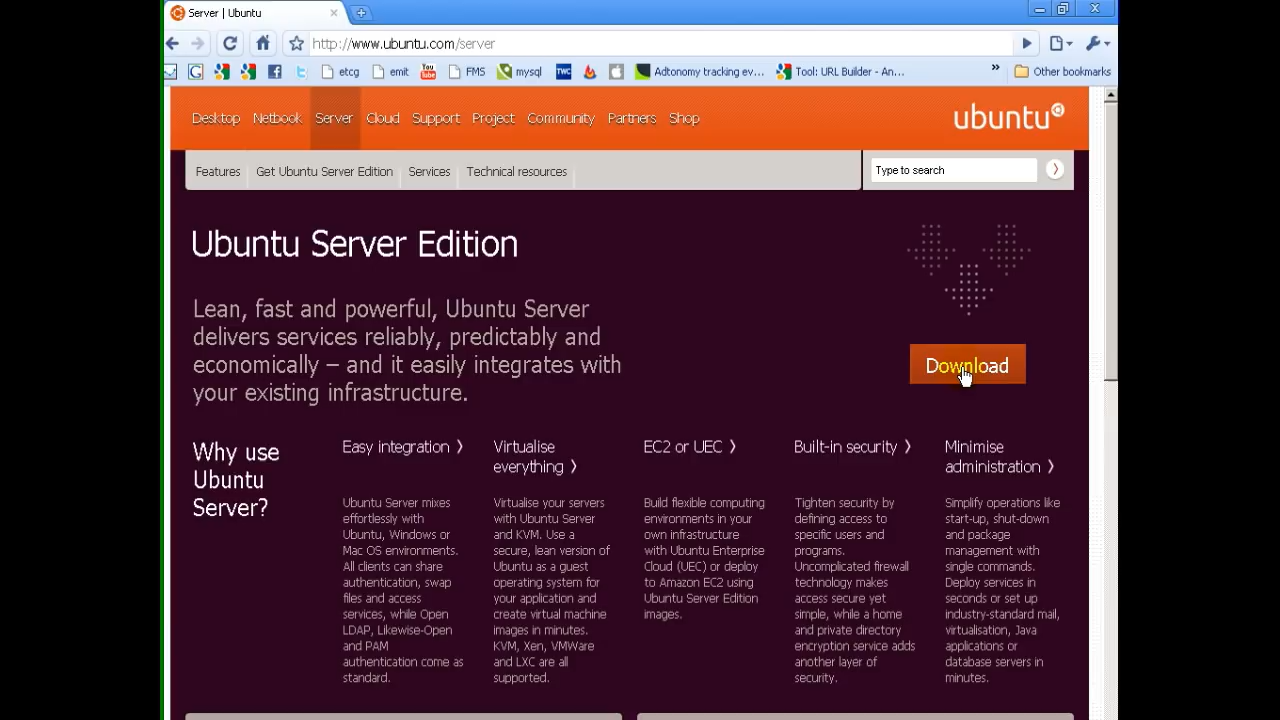 Server | Ubuntu
http://www.ubuntu.com/server
etcg emit You Tube FMS mysql TWC Adtonomy tracking ev... Tool: URL Builder - An... » Other bookmarks
Desktop Netbook Server Cloud Support Project Community Partners Shop
ubuntu
Features Get Ubuntu Server Edition Services Technical resources
Type to search
Ubuntu Server Edition
Lean, fast and powerful, Ubuntu Server
delivers services reliably, predictably and
economically – and it easily integrates with
your existing infrastructure.
Download
Why use
Ubuntu
Server?
Easy integration ❭
Ubuntu Server mixes
effortlessly with
Ubuntu, Windows or
Mac OS environments.
All clients can share
authentication, swap
files and access
services, while Open
LDAP, Likewise-Open
and PAM
authentication come as
standard.
Virtualise
everything ❭
Virtualise your servers
with Ubuntu Server
and KVM. Use a
secure, lean version of
Ubuntu as a guest
operating system for
your application and
create virtual machine
images in minutes.
KVM, Xen, VMWare
and LXC are all
supported.
EC2 or UEC ❭
Build flexible computing
environments in your
own infrastructure
with Ubuntu Enterprise
Cloud (UEC) or deploy
to Amazon EC2 using
Ubuntu Server Edition
images.
Built-in security ❭
Tighten security by
defining access to
specific users and
programs.
Uncomplicated firewall
technology makes
access secure yet
simple, while a home
and private directory
encryption service adds
another layer of
security.
Minimise
administration ❭
Simplify operations like
start-up, shut-down
and package
management with
single commands.
Deploy services in
seconds or set up
industry-standard mail,
virtualisation, Java
applications or
database servers in
minutes.